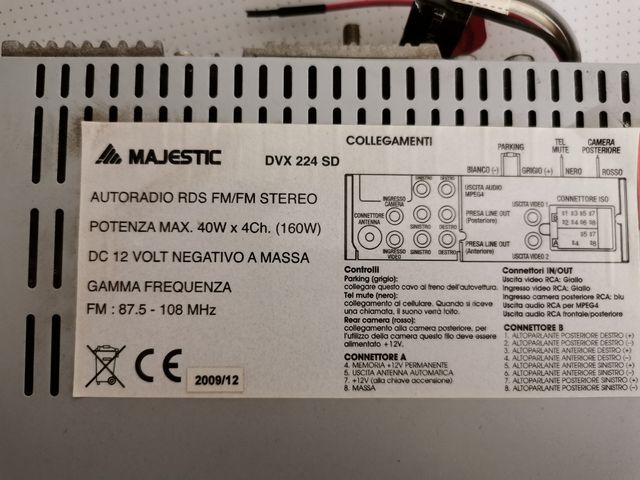 MAJESTIC
DVX 224 SD
AUTORADIO RDS FM/FM STEREO
POTENZA MAX. 40W x 4Ch. (160W)
DC 12 VOLT NEGATIVO A MASSA
GAMMA FREQUENZA
FM : 87.5 - 108 MHz
CE
2009/12
COLLEGAMENTI
PARKING
TEL MUTE
CAMERA POSTERIORE
BIANCO (-)
GRIGIO (+)
NERO
ROSSO
SINISTRO
DESTRO
USCITA AUDIO
MPEG4
INGRESSO
CAMERA
CONNETTORE
ANTENNA
INGRESSO
VIDEO
SINISTRO
DESTRO
PRESA LINE OUT
(Posteriore)
PRESA LINE OUT
(Anteriore)
USCITA VIDEO 1
USCITA VIDEO 2
CONNETTORE ISO
B
A
Controlli
Parking (grigio):
collegare questo cavo al freno dell'autovettura.
Tel mute (nero):
collegamento al cellulare. Quando si riceve
una chiamata, il suono verrà tolto.
Rear camera (rosso):
collegamento alla camera posteriore, per
l'utilizzo della camera questo filo deve essere
alimentato +12V.
CONNETTORE A
4. MEMORIA +12V PERMANENTE
5. USCITA ANTENNA AUTOMATICA
7. +12V (alla chiave accensione)
8. MASSA
Connettori IN/OUT
Uscita video RCA: Giallo
Ingresso video RCA: Giallo
Ingresso camera posteriore RCA: blu
Uscita audio RCA per MPEG4
Uscita audio RCA frontale/posteriore
CONNETTORE B
1. ALTOPARLANTE POSTERIORE DESTRO (+)
2. ALTOPARLANTE POSTERIORE DESTRO (-)
3. ALTOPARLANTE ANTERIORE DESTRO (+)
4. ALTOPARLANTE ANTERIORE DESTRO (-)
5. ALTOPARLANTE ANTERIORE SINISTRO (+)
6. ALTOPARLANTE ANTERIORE SINISTRO (-)
7. ALTOPARLANTE POSTERIORE SINISTRO (+)
8. ALTOPARLANTE POSTERIORE SINISTRO (-)